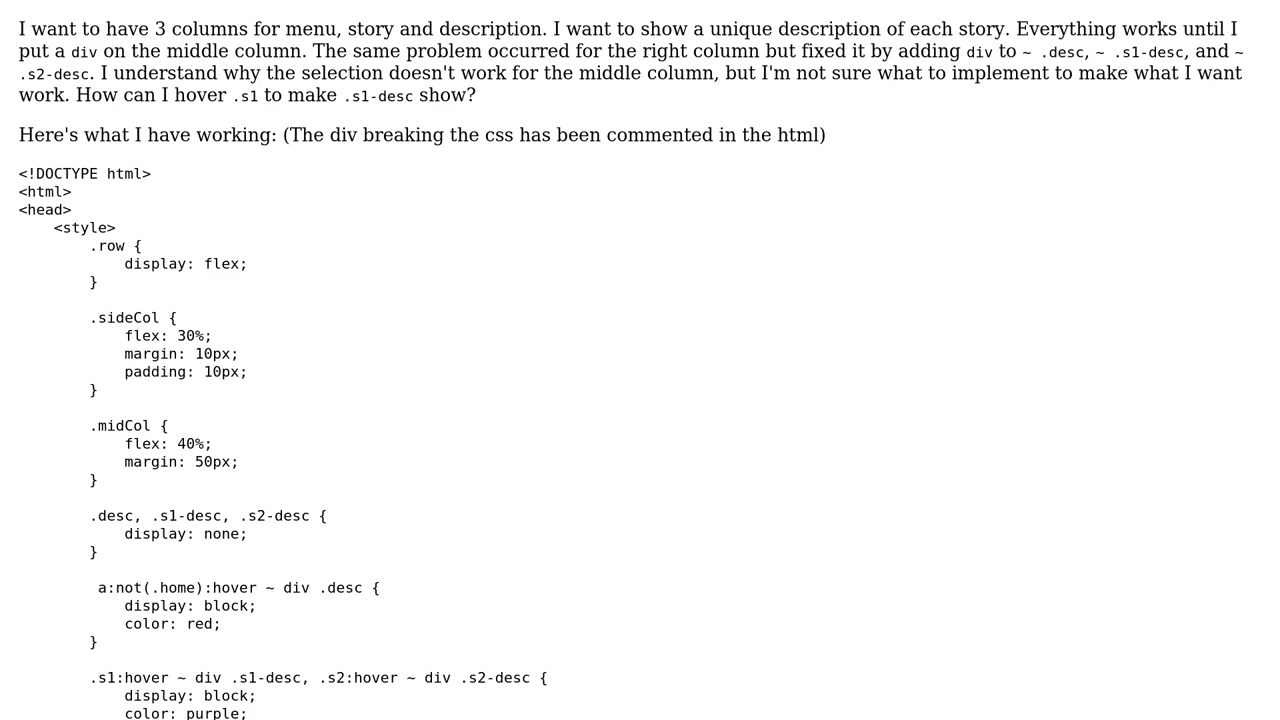 I want to have 3 columns for menu, story and description. I want to show a unique description of each story. Everything works until I
put a div on the middle column. The same problem occurred for the right column but fixed it by adding div to ~ .desc, ~ .s1-desc, and ~
.s2-desc. I understand why the selection doesn't work for the middle column, but I'm not sure what to implement to make what I want
work. How can I hover .s1 to make .s1-desc show?
Here's what I have working: (The div breaking the css has been commented in the html)
<!DOCTYPE html>
<html>
<head>
    <style>
        .row {
            display: flex;
        }
        .sideCol {
            flex: 30%;
            margin: 10px;
            padding: 10px;
        }
        .midCol {
            flex: 40%;
            margin: 50px;
        }
        .desc, .s1-desc, .s2-desc {
            display: none;
        }
         a:not(.home):hover ~ div .desc {
            display: block;
            color: red;
        }
        .s1:hover ~ div .s1-desc, .s2:hover ~ div .s2-desc {
            display: block;
            color: purple;